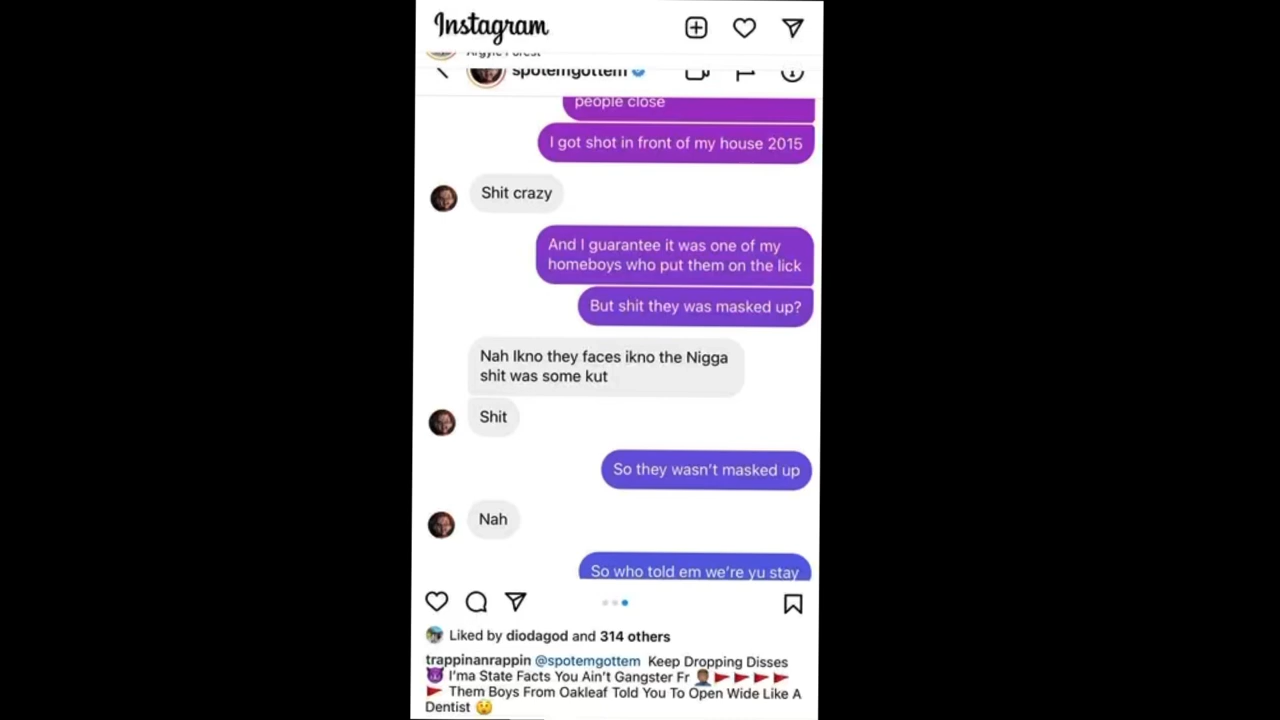 Instagram
Argyle Forest
spotemgottem
people close
I got shot in front of my house 2015
Shit crazy
And I guarantee it was one of my
homeboys who put them on the lick
But shit they was masked up?
Nah Ikno they faces ikno the Nigga
shit was some kut
Shit
So they wasn't masked up
Nah
So who told em we're yu stay
Liked by diodagod and 314 others
trappinanrappin @spotemgottem Keep Dropping Disses
😈 I'ma State Facts You Ain't Gangster Fr 🤦🏾‍♂️🚩🚩🚩🚩
🚩 Them Boys From Oakleaf Told You To Open Wide Like A
Dentist 😲